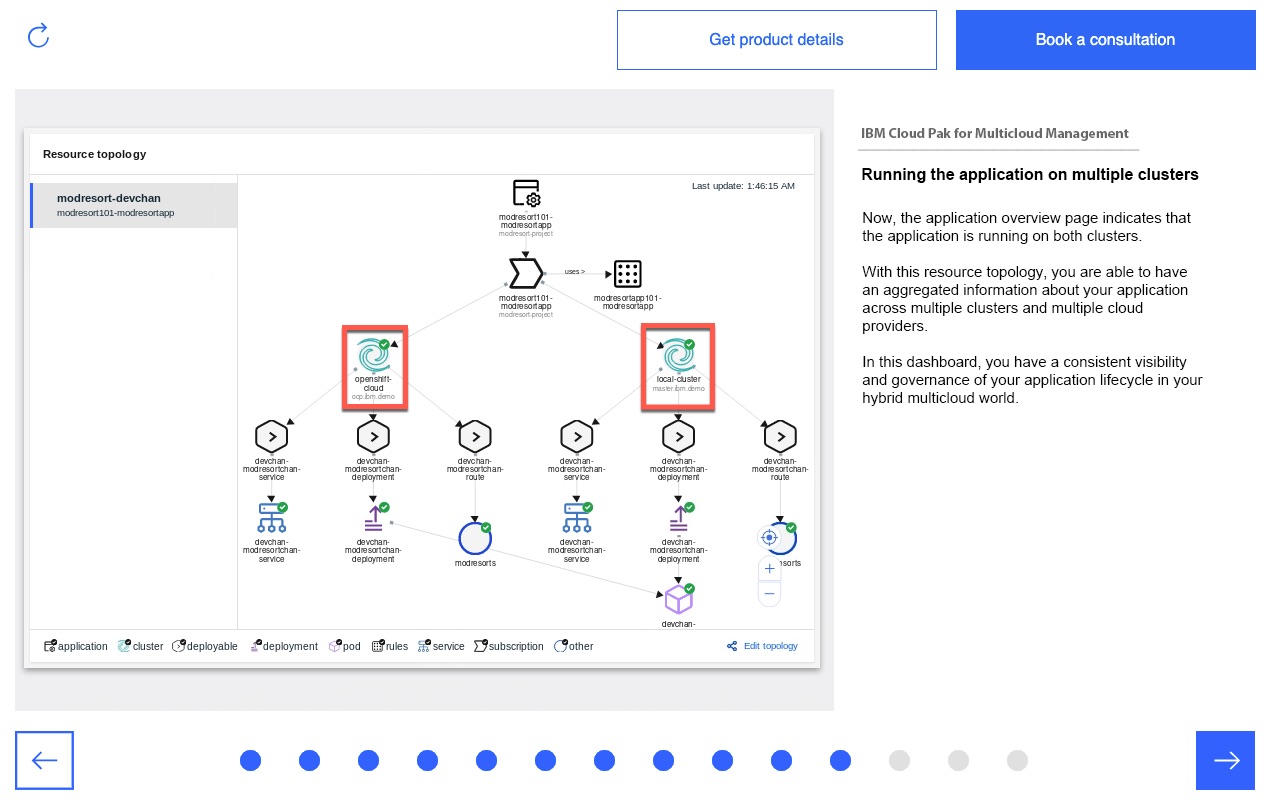 Get product details
Book a consultation
IBM Cloud Pak for Multicloud Management
Running the application on multiple clusters
Now, the application overview page indicates that
the application is running on both clusters.
With this resource topology, you are able to have
an aggregated information about your application
across multiple clusters and multiple cloud
providers.
In this dashboard, you have a consistent visibility
and governance of your application lifecycle in your
hybrid multicloud world.
Resource topology
modresort-devchan
modresort101-modresortapp
Last update: 1:46:15 AM
modresort101-
modresortapp
modresort-project
modresort101-
modresortapp
modresort-project
uses >
modresortapp101-
modresortapp
openshift-
cloud
ocp.ibm.demo
local-cluster
master.ibm.demo
devchan-
modresortchan-
service
devchan-
modresortchan-
deployment
devchan-
modresortchan-
route
devchan-
modresortchan-
service
devchan-
modresortchan-
deployment
devchan-
modresortchan-
route
devchan-
modresortchan-
service
devchan-
modresortchan-
deployment
modresorts
devchan-
modresortchan-
service
devchan-
modresortchan-
deployment
sorts
devchan-
application
cluster
deployable
deployment
pod
rules
service
subscription
other
Edit topology